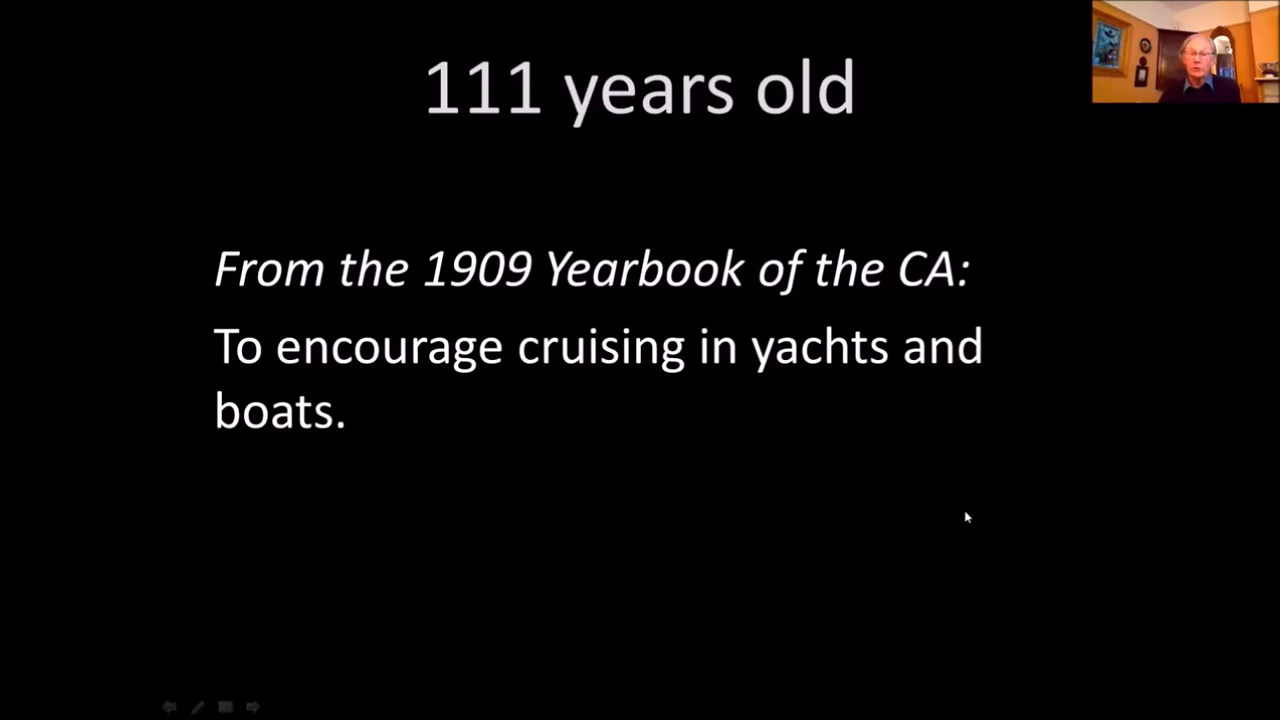 111 years old
From the 1909 Yearbook of the CA:
To encourage cruising in yachts and
boats.